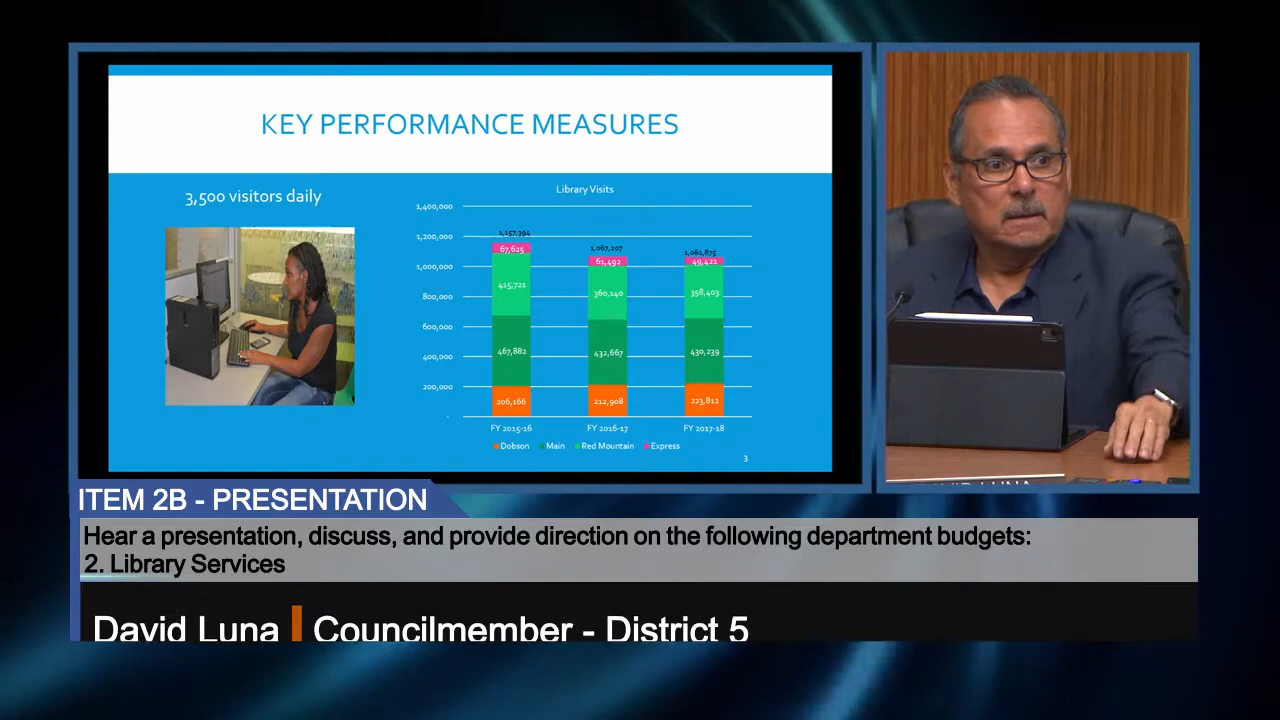 KEY PERFORMANCE MEASURES
3,500 visitors daily
Library Visits
1,400,000
1,200,000
1,000,000
800,000
600,000
400,000
200,000
-
1,157,394
67,625
415,721
467,882
206,166
1,067,207
61,492
360,140
432,667
212,908
1,062,875
49,421
358,403
430,239
223,812
FY 2015-16
FY 2016-17
FY 2017-18
Dobson Main Red Mountain Express
3
ITEM 2B - PRESENTATION
Hear a presentation, discuss, and provide direction on the following department budgets:
2. Library Services
David Luna Councilmember - District 5